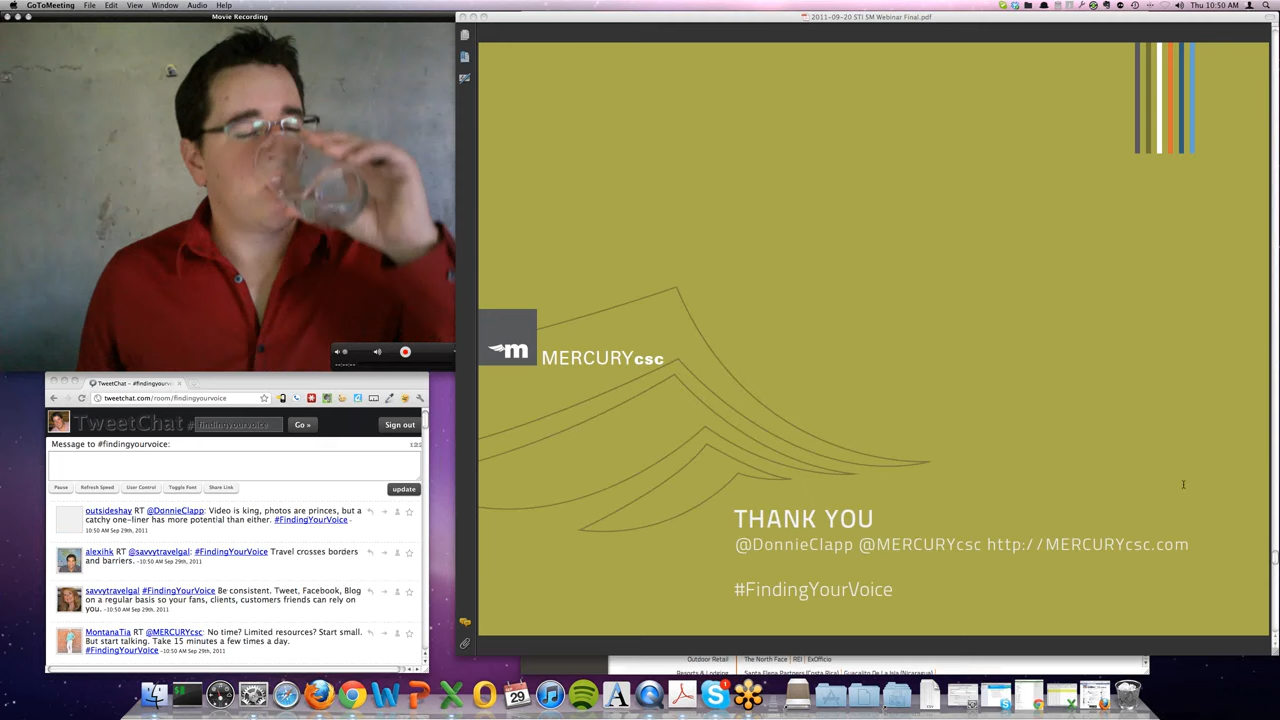 GoToMeeting File Edit View Window Audio Help
Thu 10:50 AM
Movie Recording
2011-09-20 STI SM Webinar Final.pdf
m MERCURYcsc
THANK YOU
@DonnieClapp @MERCURYcsc http://MERCURYcsc.com
#FindingYourVoice
TweetChat - #findingyourv
tweetchat.com/room/findingyourvoice
TweetChat # findingyourvoice Go » Sign out
Message to #findingyourvoice:
Pause Refresh Speed User Control Toggle Font Share Link update
outsideshay RT @DonnieClapp: Video is king, photos are princes, but a
catchy one-liner has more potential than either. #FindingYourVoice -
10:50 AM Sep 29th, 2011
alexihk RT @savvytravelgal: #FindingYourVoice Travel crosses borders
and barriers. -10:50 AM Sep 29th, 2011
savvytravelgal #FindingYourVoice Be consistent. Tweet, Facebook, Blog
on a regular basis so your fans, clients, customers friends can rely on
you. -10:50 AM Sep 29th, 2011
MontanaTia RT @MERCURYcsc: No time? Limited resources? Start small.
But start talking. Take 15 minutes a few times a day.
#FindingYourVoice -10:50 AM Sep 29th, 2011
Outdoor Retail The North Face REI ExOfficio
29